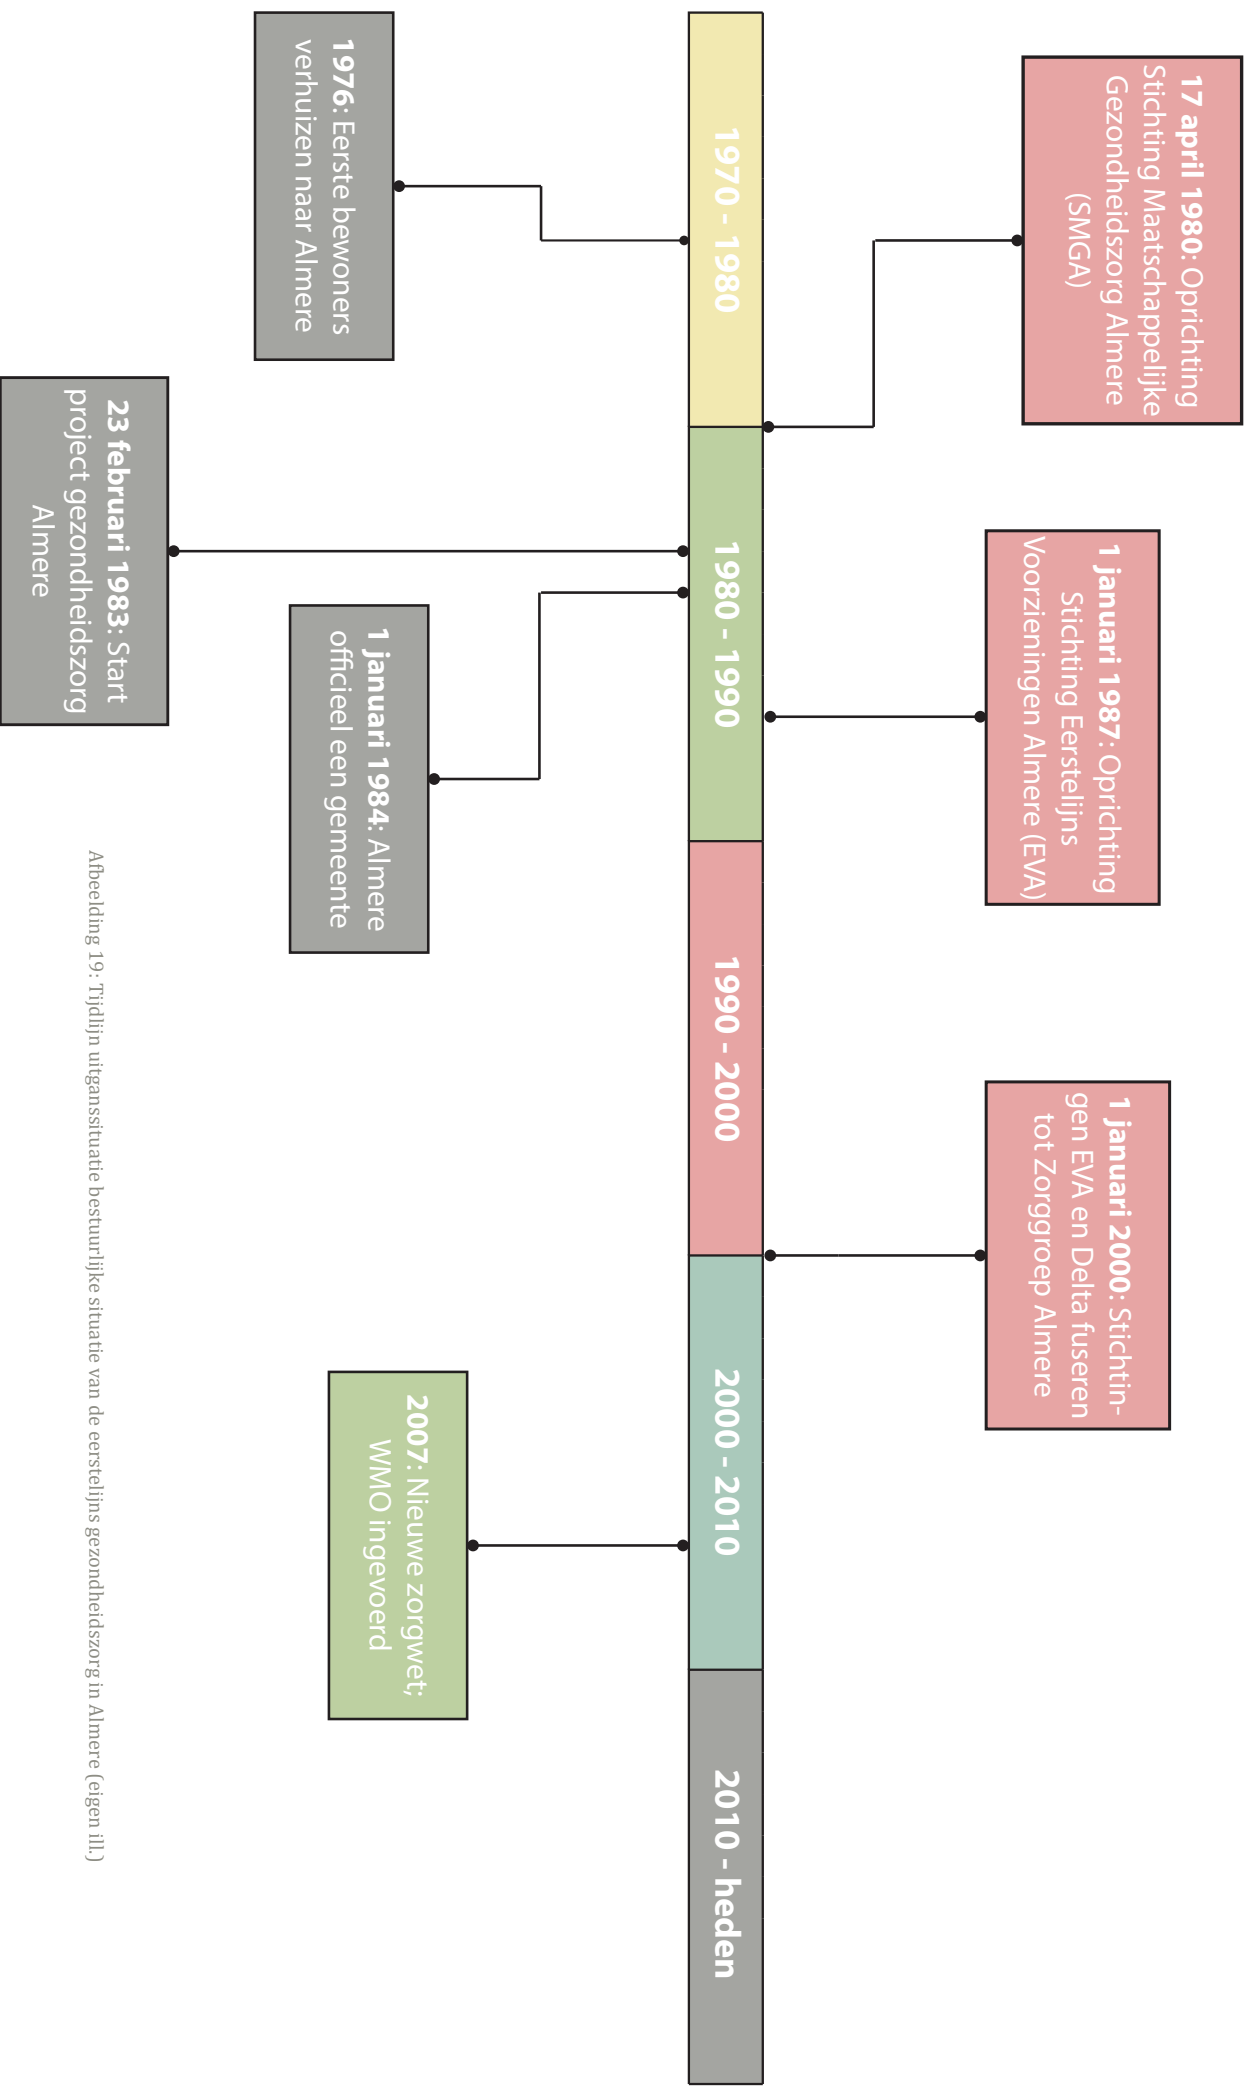 17 april 1980: Oprichting
Stichting Maatschappelijke
Gezondheidszorg Almere
(SMGA)
1 januari 1987: Oprichting
Stichting Eerstelijns
Voorzieningen Almere (EVA)
1 januari 2000: Stichtin-
gen EVA en Delta fuseren
tot Zorggroep Almere
1970 - 1980
1980 - 1990
1990 - 2000
2000 - 2010
2010 - heden
1976: Eerste bewoners
verhuizen naar Almere
23 februari 1983: Start
project gezondheidszorg
Almere
1 januari 1984: Almere
officieel een gemeente
2007: Nieuwe zorgwet;
WMO ingevoerd
Afbeelding 19: Tijdlijn uitganssituatie bestuurlijke situatie van de eerstelijns gezondheidszorg in Almere (eigen ill.)